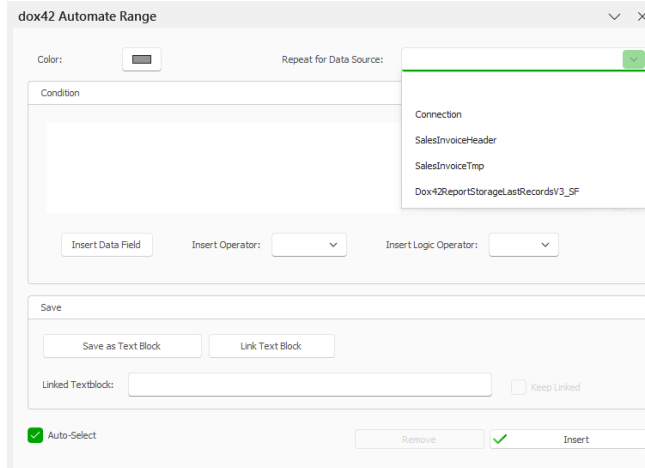 dox42 Automate Range
Color:
Repeat for Data Source:
Condition
Connection
SalesInvoiceHeader
SalesInvoiceTmp
Dox42ReportStorageLastRecordsV3_SF
Insert Data Field
Insert Operator:
Insert Logic Operator:
Save
Save as Text Block
Link Text Block
Linked Textblock:
Keep Linked
Auto-Select
Remove
Insert